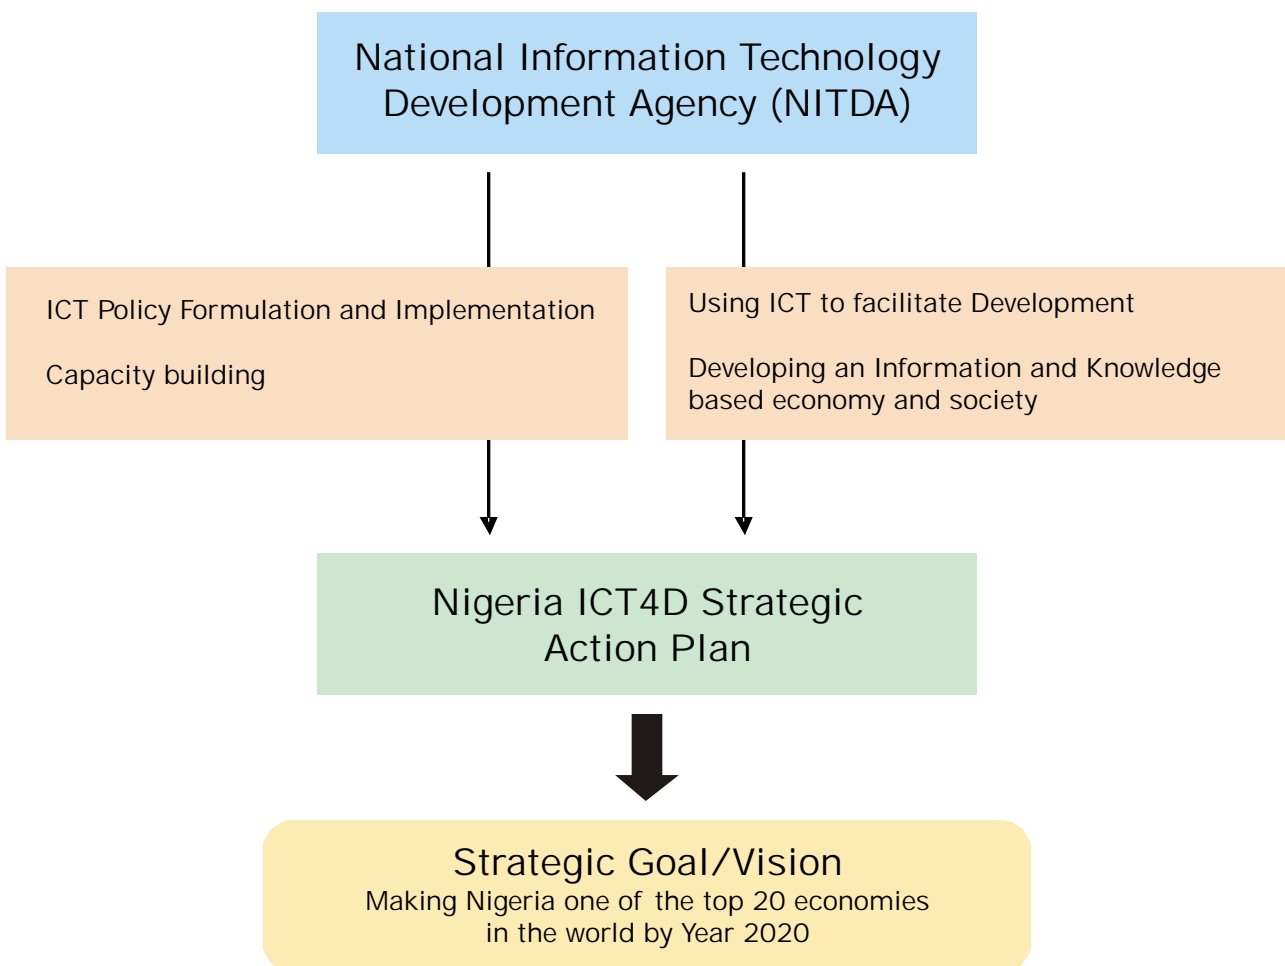 National Information Technology
Development Agency (NITDA)
ICT Policy Formulation and Implementation
Capacity building
Using ICT to facilitate Development
Developing an Information and Knowledge
based economy and society
Nigeria ICT4D Strategic
Action Plan
Strategic Goal/Vision
Making Nigeria one of the top 20 economies
in the world by Year 2020